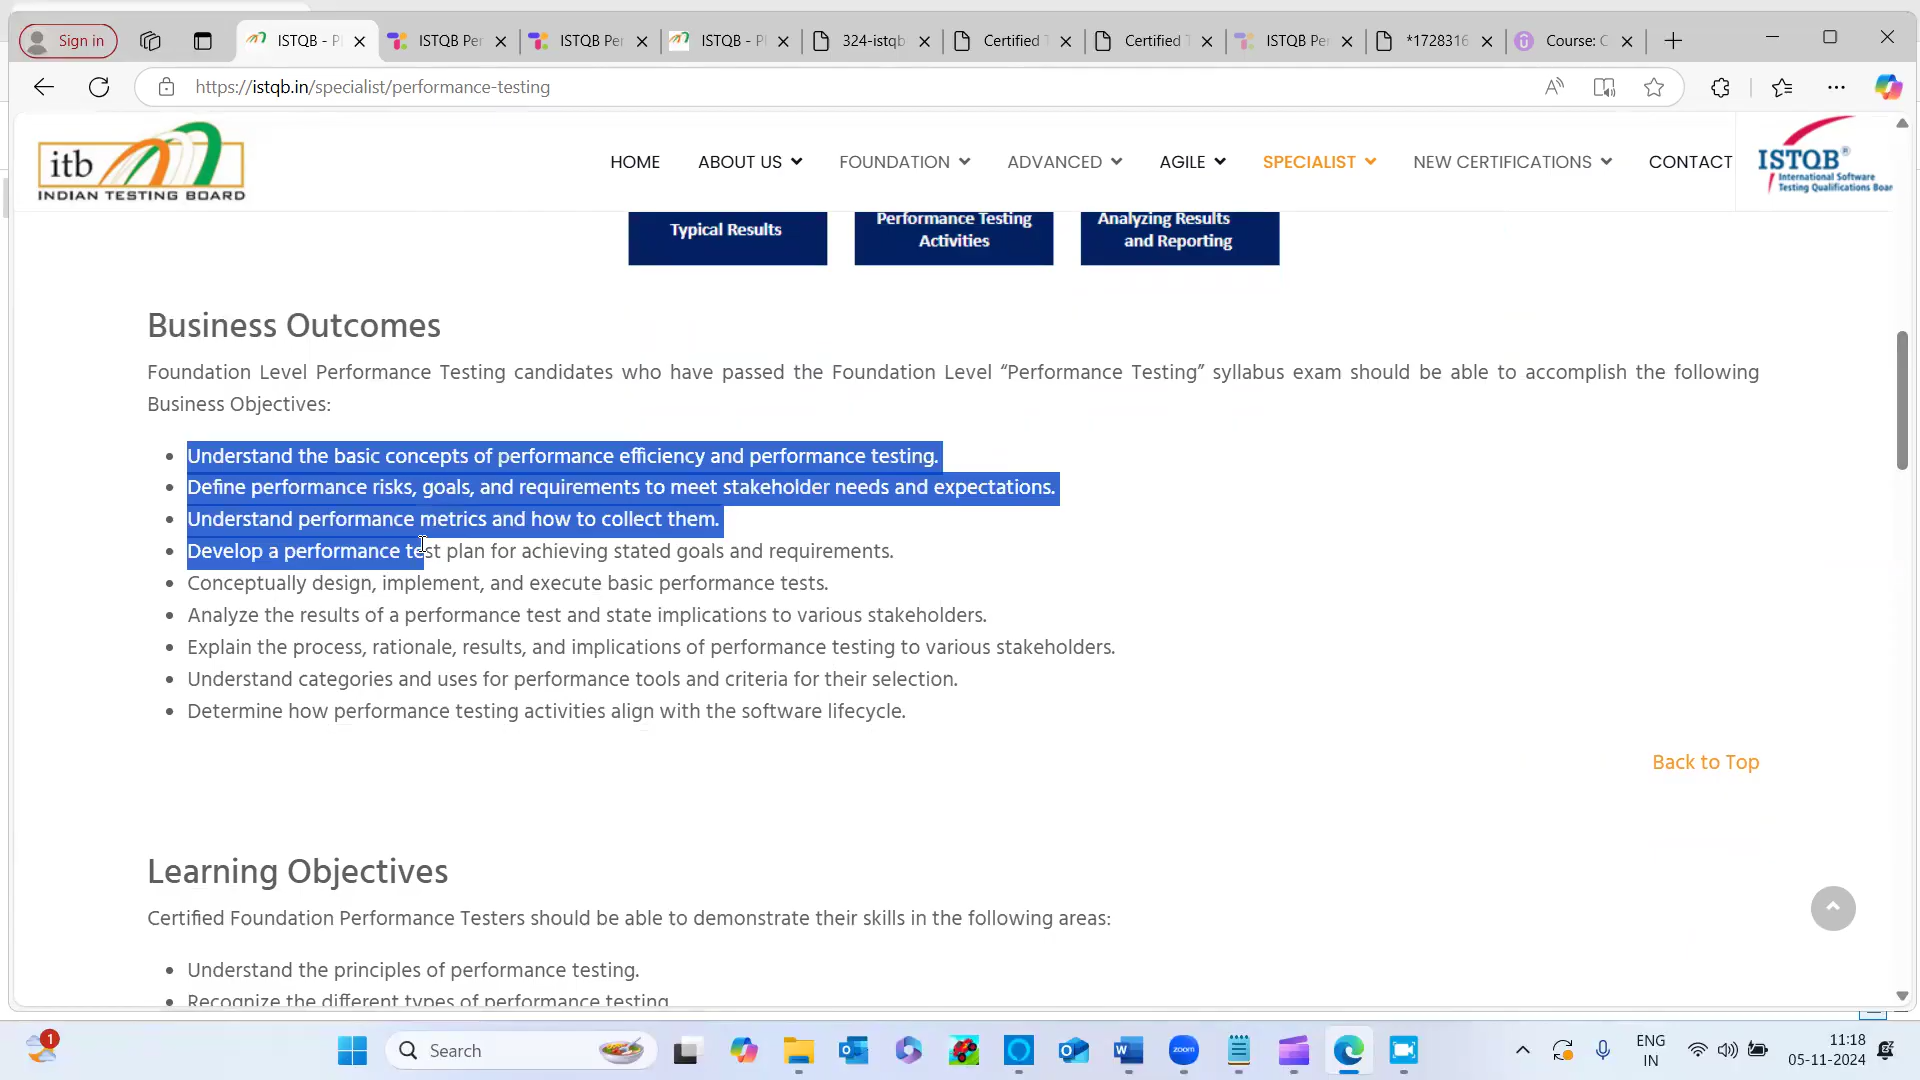 Sign in
ISTQB - P
ISTQB Per
ISTQB Per
ISTQB - P
324-istqb
Certified T
Certified T
ISTQB Per
*1728316
Course: C
https://istqb.in/specialist/performance-testing
itb
INDIAN TESTING BOARD
HOME
ABOUT US
FOUNDATION
ADVANCED
AGILE
SPECIALIST
NEW CERTIFICATIONS
CONTACT
ISTQB®
International Software
Testing Qualifications Boar
Typical Results
Performance Testing
Activities
Analyzing Results
and Reporting
Business Outcomes
Foundation Level Performance Testing candidates who have passed the Foundation Level “Performance Testing” syllabus exam should be able to accomplish the following
Business Objectives:
Understand the basic concepts of performance efficiency and performance testing.
Define performance risks, goals, and requirements to meet stakeholder needs and expectations.
Understand performance metrics and how to collect them.
Develop a performance test plan for achieving stated goals and requirements.
Conceptually design, implement, and execute basic performance tests.
Analyze the results of a performance test and state implications to various stakeholders.
Explain the process, rationale, results, and implications of performance testing to various stakeholders.
Understand categories and uses for performance tools and criteria for their selection.
Determine how performance testing activities align with the software lifecycle.
Back to Top
Learning Objectives
Certified Foundation Performance Testers should be able to demonstrate their skills in the following areas:
Understand the principles of performance testing.
Recognize the different types of performance testing
1
Search
zoom
ENG
IN
11:18
05-11-2024